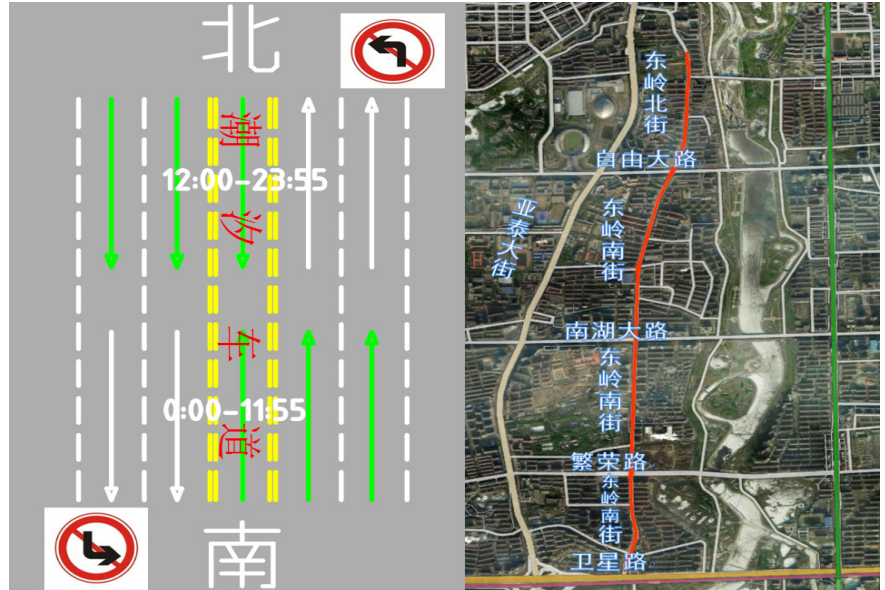 北
潮汐车道
12:00-23:55
0:00-11:55
南
东岭北街
自由大路
亚泰大街
东岭南街
南湖大路
东岭南街
繁荣路
东岭南街
卫星路